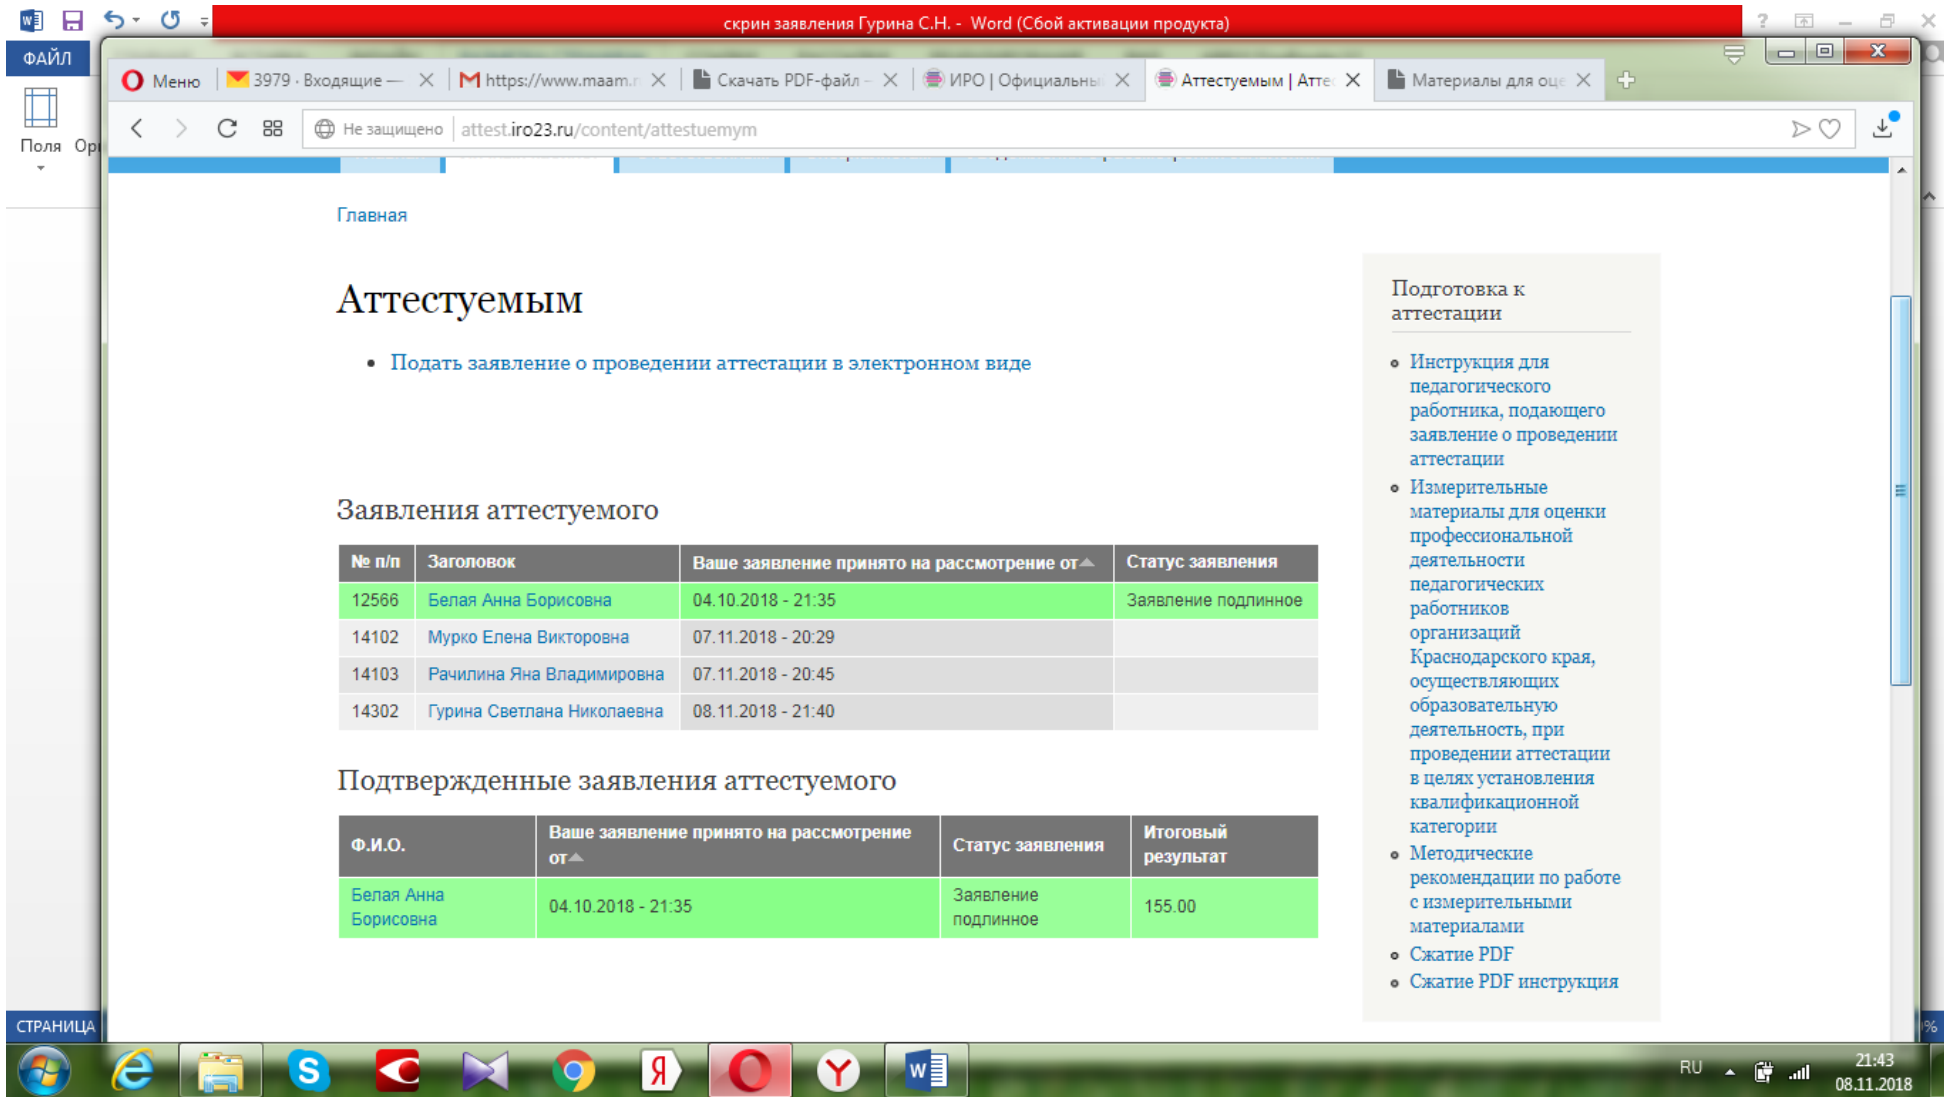 скрин заявления Гурина С.Н. - Word (Сбой активации продукта)
ФАЙЛ
Меню
3979 · Входящие —
https://www.maam.r
Скачать PDF-файл –
ИРО | Официальны
Аттестуемым | Аттес
Материалы для оце
Поля
Ори
Не защищено
attest.iro23.ru/content/attestuemym
Главная
Аттестуемым
Подать заявление о проведении аттестации в электронном виде
Заявления аттестуемого
№ п/п Заголовок Ваше заявление принято на рассмотрение от Статус заявления
12566 Белая Анна Борисовна 04.10.2018 - 21:35 Заявление подлинное
14102 Мурко Елена Викторовна 07.11.2018 - 20:29
14103 Рачилина Яна Владимировна 07.11.2018 - 20:45
14302 Гурина Светлана Николаевна 08.11.2018 - 21:40
Подтвержденные заявления аттестуемого
Ф.И.О.
Ваше заявление принято на рассмотрение
от
Статус заявления
Итоговый
результат
Белая Анна
Борисовна
04.10.2018 - 21:35
Заявление
подлинное
155.00
Подготовка к
аттестации
Инструкция для
педагогического
работника, подающего
заявление о проведении
аттестации
Измерительные
материалы для оценки
профессиональной
деятельности
педагогических
работников
организаций
Краснодарского края,
осуществляющих
образовательную
деятельность, при
проведении аттестации
в целях установления
квалификационной
категории
Методические
рекомендации по работе
с измерительными
материалами
Сжатие PDF
Сжатие PDF инструкция
СТРАНИЦА
RU
21:43
08.11.2018